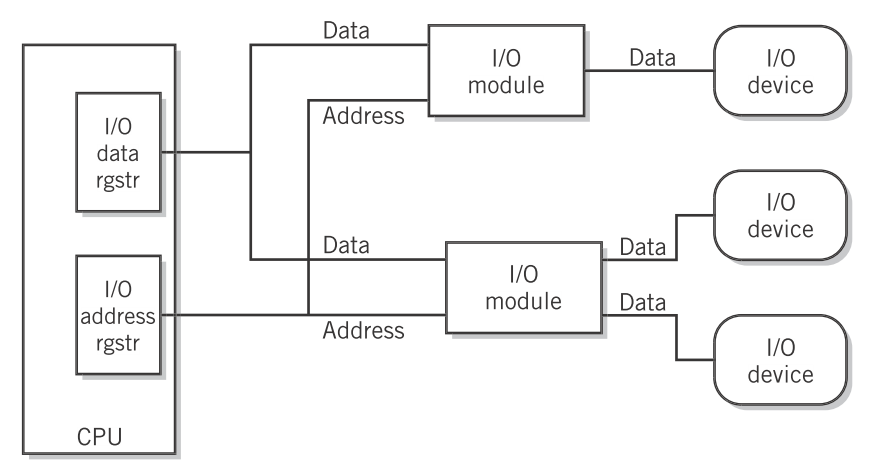 Data
I/O
module
Data
I/O
device
Address
I/O
data
rgstr
Data
I/O
module
Data
I/O
device
Data
I/O
address
rgstr
Address
I/O
device
CPU